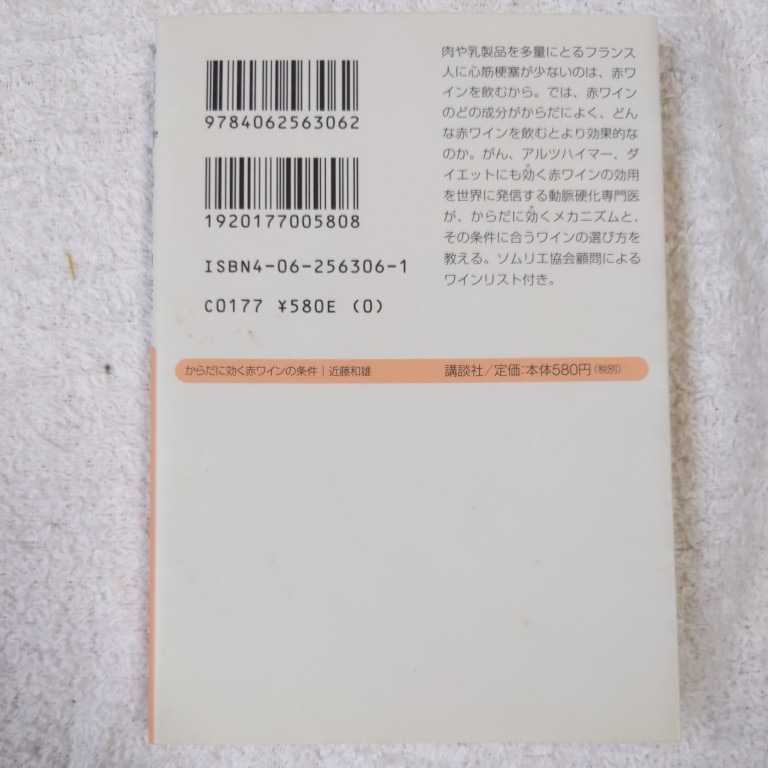 9784062563062
1920177005808
ISBN4-06-256306-1
C0177 ¥580E (0)
肉や乳製品を多量にとるフランス
人に心筋梗塞が少ないのは、赤ワ
インを飲むから。では、赤ワイン
のどの成分がからだによく、どん
な赤ワインを飲むとより効果的な
のか。がん、アルツハイマー、ダ
イエットにも効く赤ワインの効用
を世界に発信する動脈硬化専門医
が、からだに効くメカニズムと、
その条件に合うワインの選び方を
教える。ソムリエ協会顧問による
ワインリスト付き。
からだに効く赤ワインの条件|近藤和雄
講談社/定価:本体580円(税別)